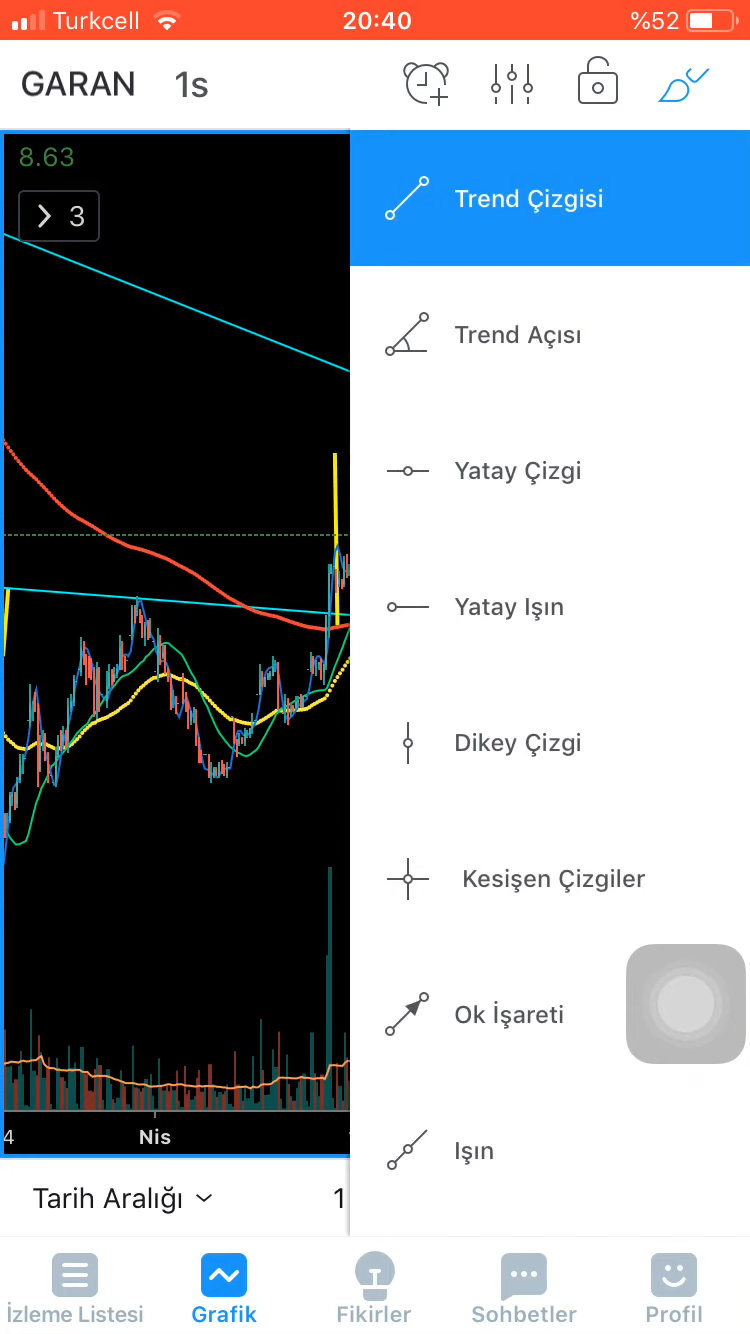 Turkcell 20:40 %52
GARAN 1s
8.63
3
Trend Çizgisi
Trend Açısı
Yatay Çizgi
Yatay Işın
Dikey Çizgi
Kesişen Çizgiler
Ok İşareti
Işın
4 Nis
Tarih Aralığı 1
İzleme Listesi Grafik Fikirler Sohbetler Profil